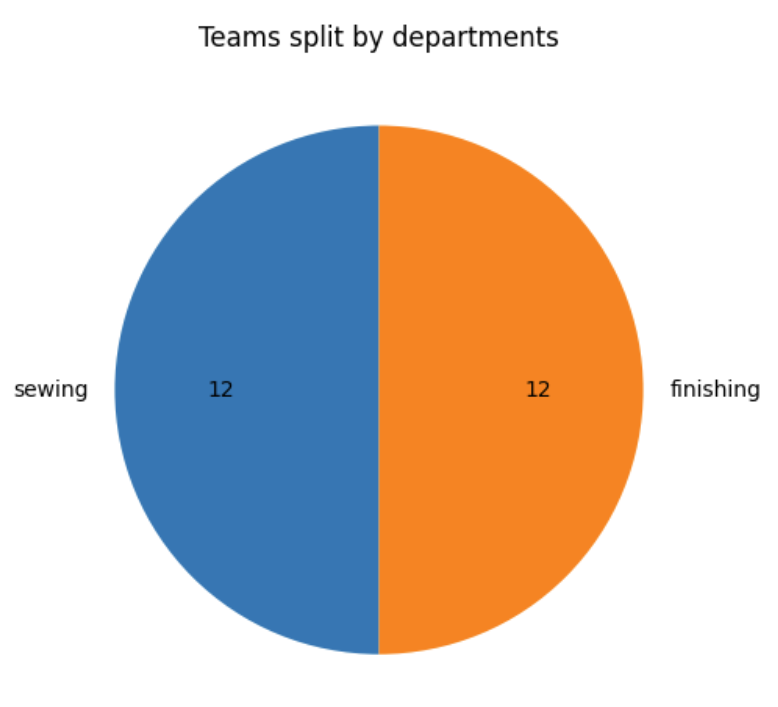 Teams split by departments
sewing
12
12
finishing